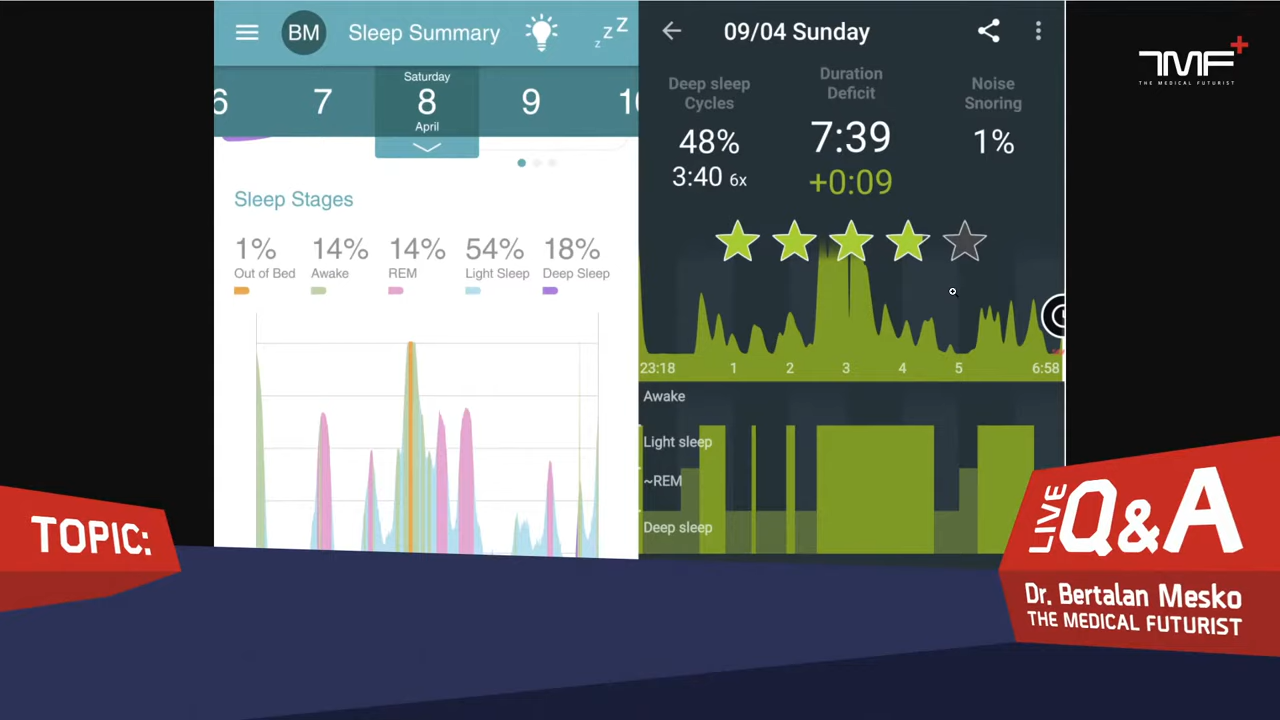 BM
Sleep Summary
z z Z
Saturday
6 7 8 9 10
April
Sleep Stages
1% 14% 14% 54% 18%
Out of Bed Awake REM Light Sleep Deep Sleep
09/04 Sunday
Deep sleep
Cycles
48%
3:40 6x
Duration
Deficit
7:39
+0:09
Noise
Snoring
1%
23:18 1 2 3 4 5 6:58
Awake
Light sleep
~REM
Deep sleep
TMF+
THE MEDICAL FUTURIST
TOPIC:
LIVE
Q&A
Dr. Bertalan Mesko
THE MEDICAL FUTURIST